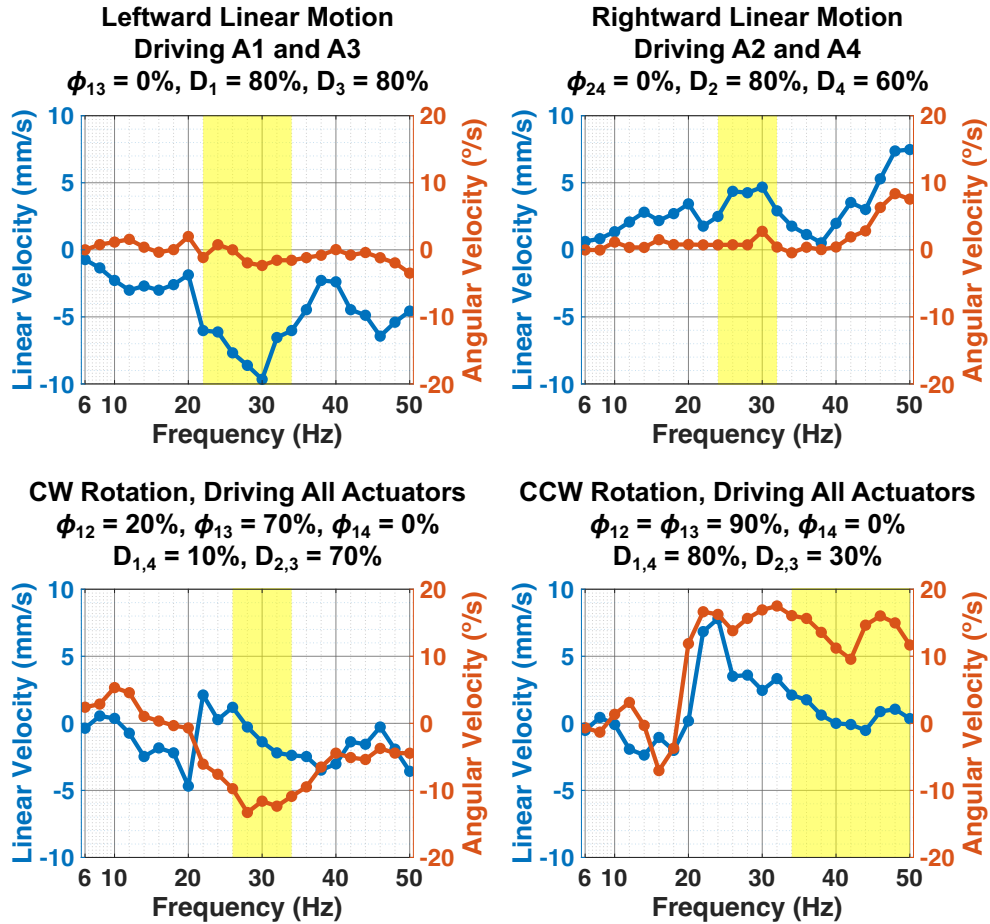 Leftward Linear Motion
Driving A1 and A3
ϕ13 = 0%, D1 = 80%, D3 = 80%
10
5
0
-5
-10
Linear Velocity (mm/s)
20
10
0
-10
-20
Angular Velocity (º/s)
6 10 20 30 40 50
Frequency (Hz)
Rightward Linear Motion
Driving A2 and A4
ϕ24 = 0%, D2 = 80%, D4 = 60%
10
5
0
-5
-10
Linear Velocity (mm/s)
20
10
0
-10
-20
Angular Velocity (º/s)
6 10 20 30 40 50
Frequency (Hz)
CW Rotation, Driving All Actuators
ϕ12 = 20%, ϕ13 = 70%, ϕ14 = 0%
D1,4 = 10%, D2,3 = 70%
10
5
0
-5
-10
Linear Velocity (mm/s)
20
10
0
-10
-20
Angular Velocity (º/s)
6 10 20 30 40 50
Frequency (Hz)
CCW Rotation, Driving All Actuators
ϕ12 = ϕ13 = 90%, ϕ14 = 0%
D1,4 = 80%, D2,3 = 30%
10
5
0
-5
-10
Linear Velocity (mm/s)
20
10
0
-10
-20
Angular Velocity (º/s)
6 10 20 30 40 50
Frequency (Hz)